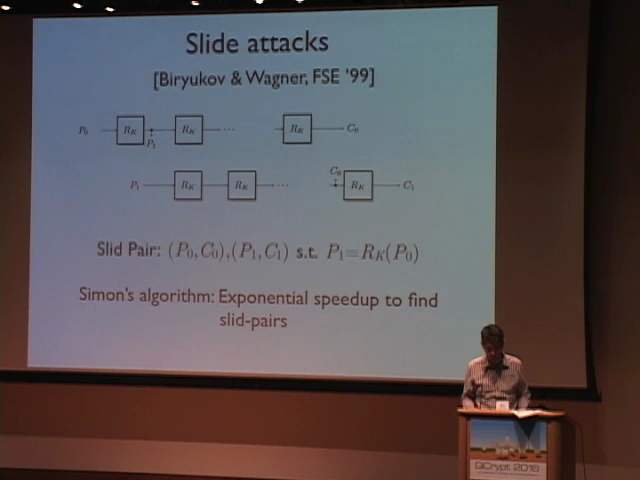 Slide attacks
[Biryukov & Wagner, FSE '99]
P₀ R_K R_K ... R_K C₀
P₁
C₀
P₁ R_K R_K ... R_K C₁
Slid Pair: (P₀, C₀),(P₁, C₁) s.t. P₁=R_K(P₀)
Simon's algorithm: Exponential speedup to find
slid-pairs
QCrypt 2016